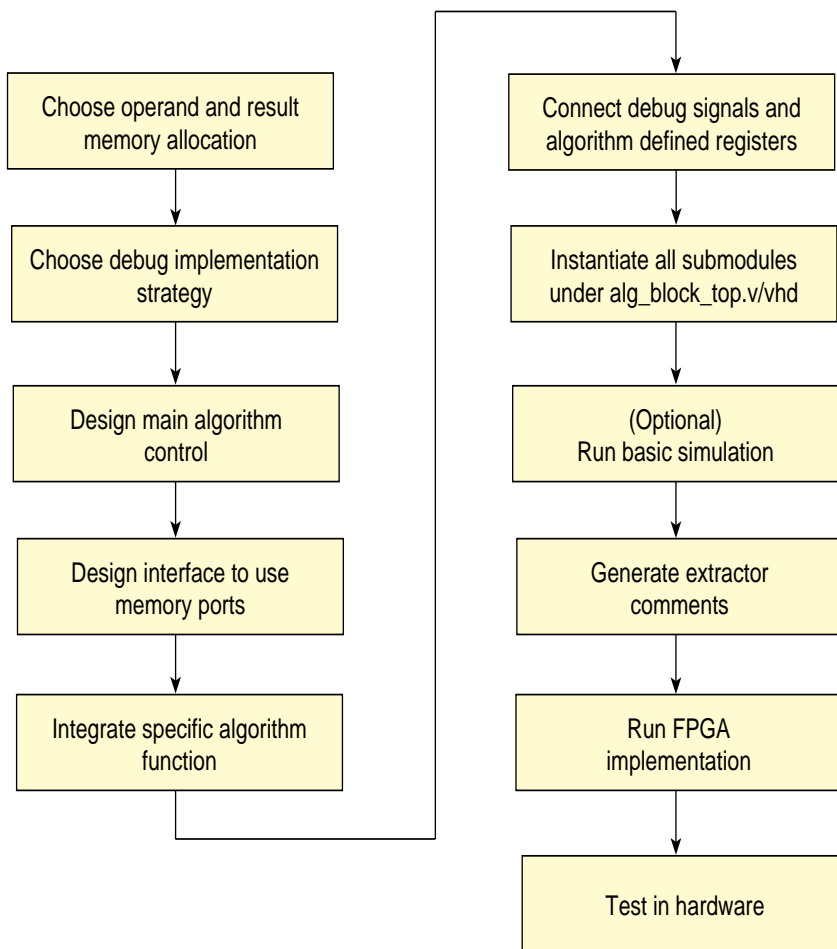 Choose operand and result
memory allocation
Choose debug implementation
strategy
Design main algorithm
control
Design interface to use
memory ports
Integrate specific algorithm
function
Connect debug signals and
algorithm defined registers
Instantiate all submodules
under alg_block_top.v/vhd
(Optional)
Run basic simulation
Generate extractor
comments
Run FPGA
implementation
Test in hardware